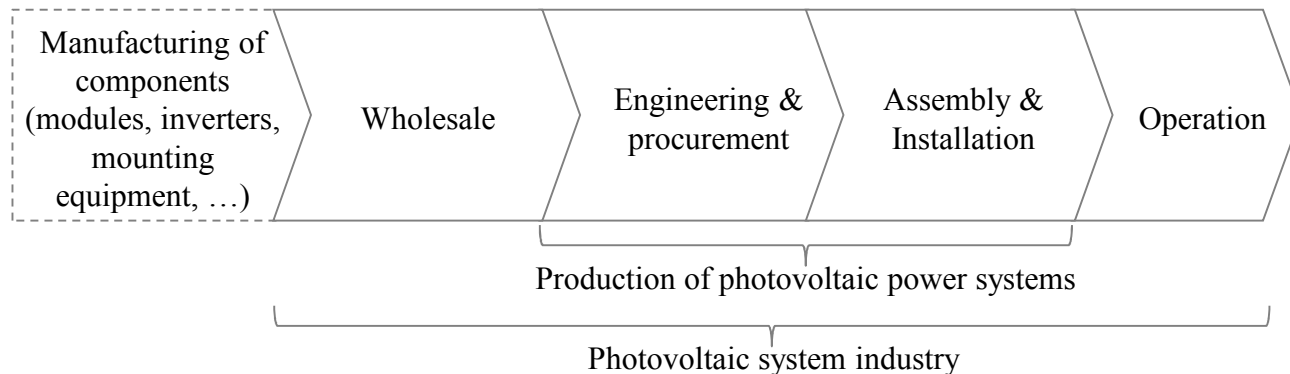 Manufacturing of
components
(modules, inverters,
mounting
equipment, …)
Wholesale
Engineering &
procurement
Assembly &
Installation
Operation
Production of photovoltaic power systems
Photovoltaic system industry